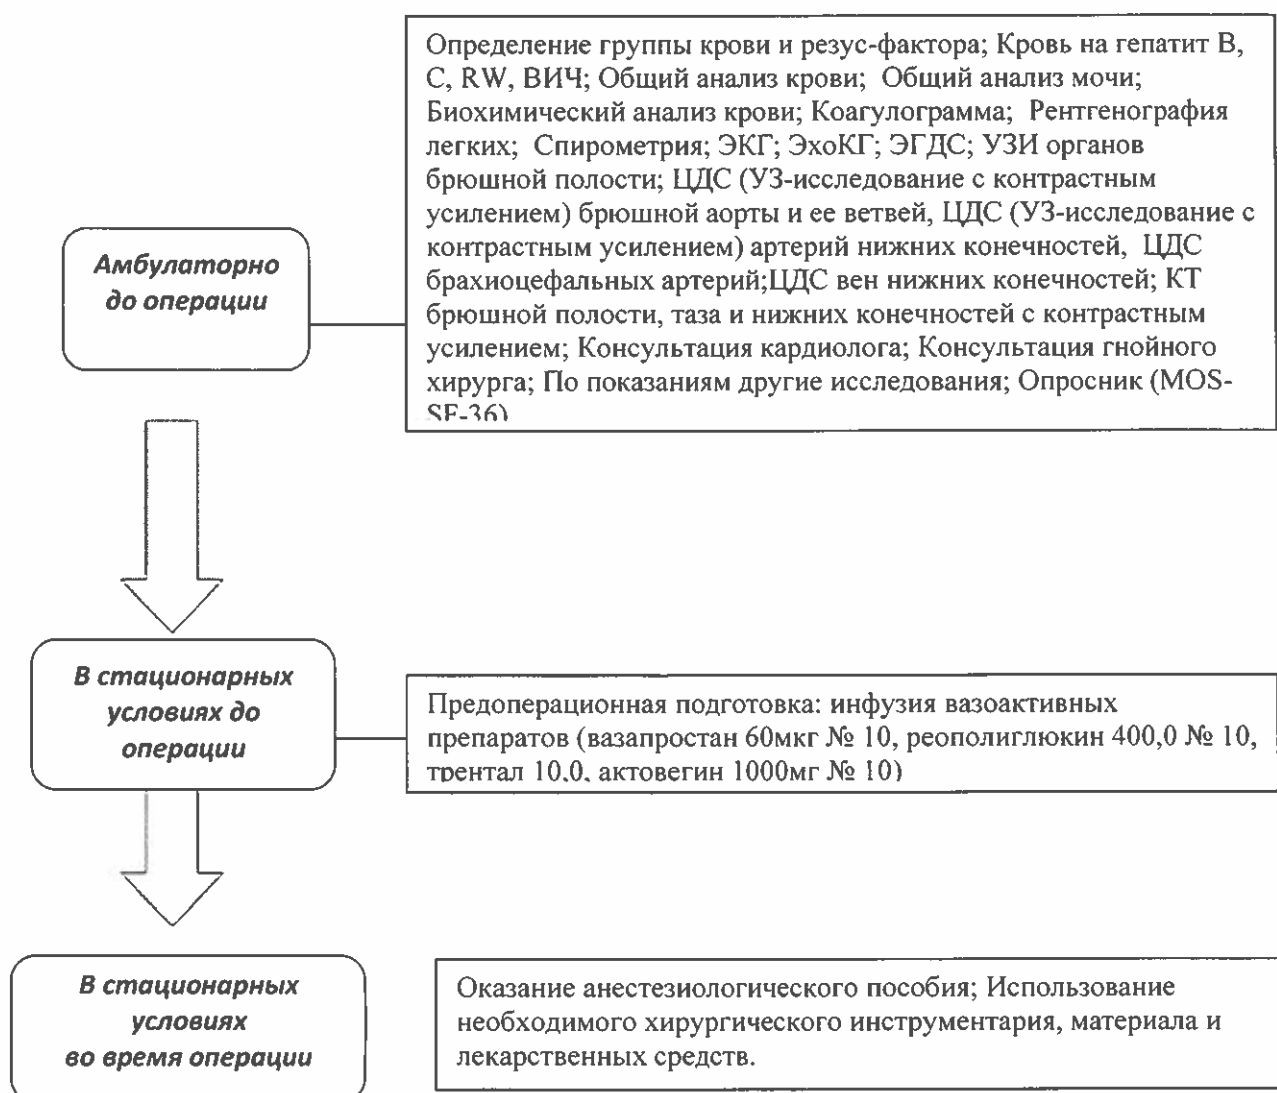 Определение группы крови и резус-фактора; Кровь на гепатит В,
С, RW, ВИЧ; Общий анализ крови; Общий анализ мочи;
Биохимический анализ крови; Коагулограмма; Рентгенография
легких; Спирометрия; ЭКГ; ЭхоКГ; ЭГДС; УЗИ органов
брюшной полости; ЦДС (УЗ-исследование с контрастным
усилением) брюшной аорты и ее ветвей, ЦДС (УЗ-исследование с
контрастным усилением) артерий нижних конечностей, ЦДС
брахиоцефальных артерий;ЦДС вен нижних конечностей; КТ
брюшной полости, таза и нижних конечностей с контрастным
усилением; Консультация кардиолога; Консультация гнойного
хирурга; По показаниям другие исследования; Опросник (MOS-
SF-36)
Амбулаторно
до операции
В стационарных
условиях до
операции
Предоперационная подготовка: инфузия вазоактивных
препаратов (вазапростан 60мкг № 10, реополиглюкин 400,0 № 10,
трентал 10,0, актовегин 1000мг № 10)
В стационарных
условиях
во время операции
Оказание анестезиологического пособия; Использование
необходимого хирургического инструментария, материала и
лекарственных средств.